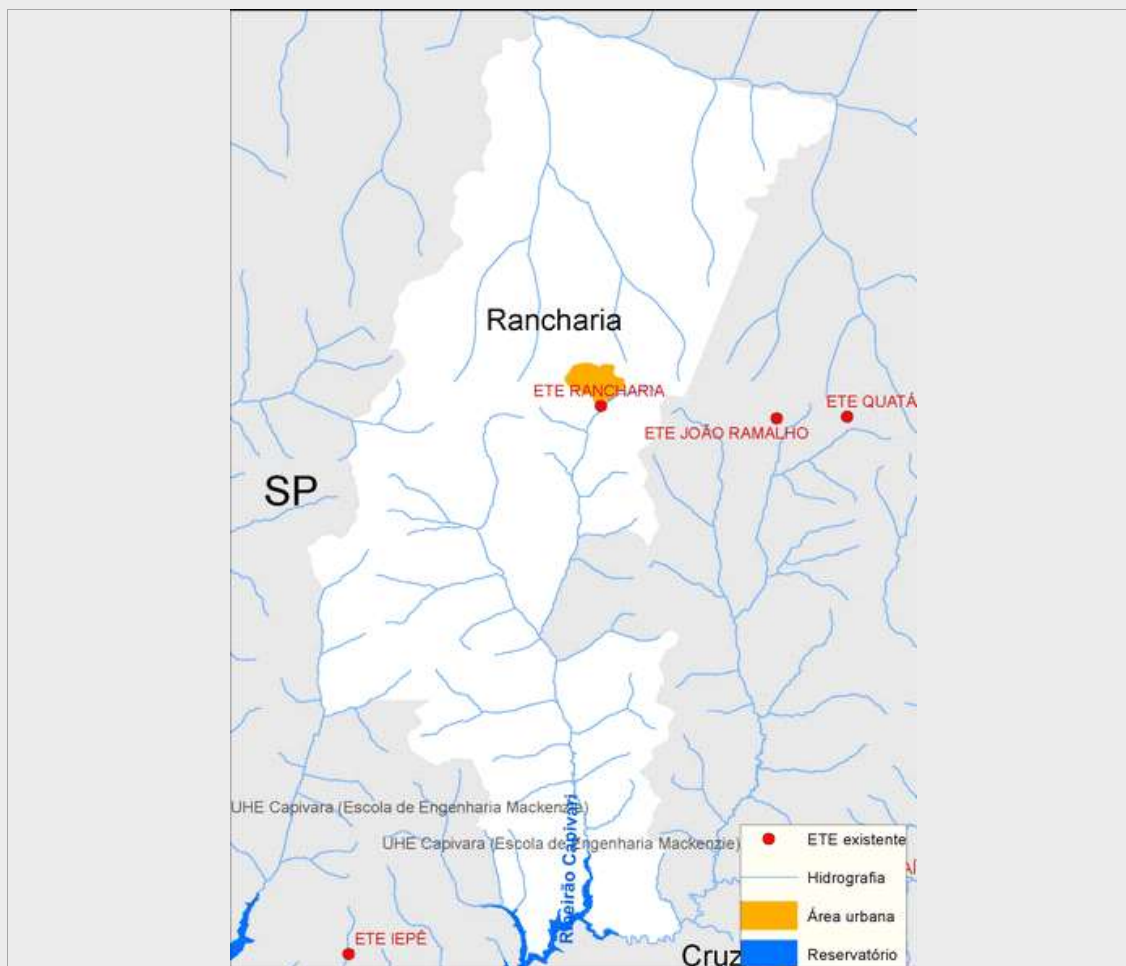 Rancharia
ETE RANCHARIA
ETE QUATÁ
ETE JOÃO RAMALHO
SP
UHE Capivara (Escola de Engenharia Mackenzie)
UHE Capivara (Escola de Engenharia Mackenzie)
Ribeirão Capivari
ETE IEPÊ
Cruz
ETE existente
Hidrografia
Área urbana
Reservatório